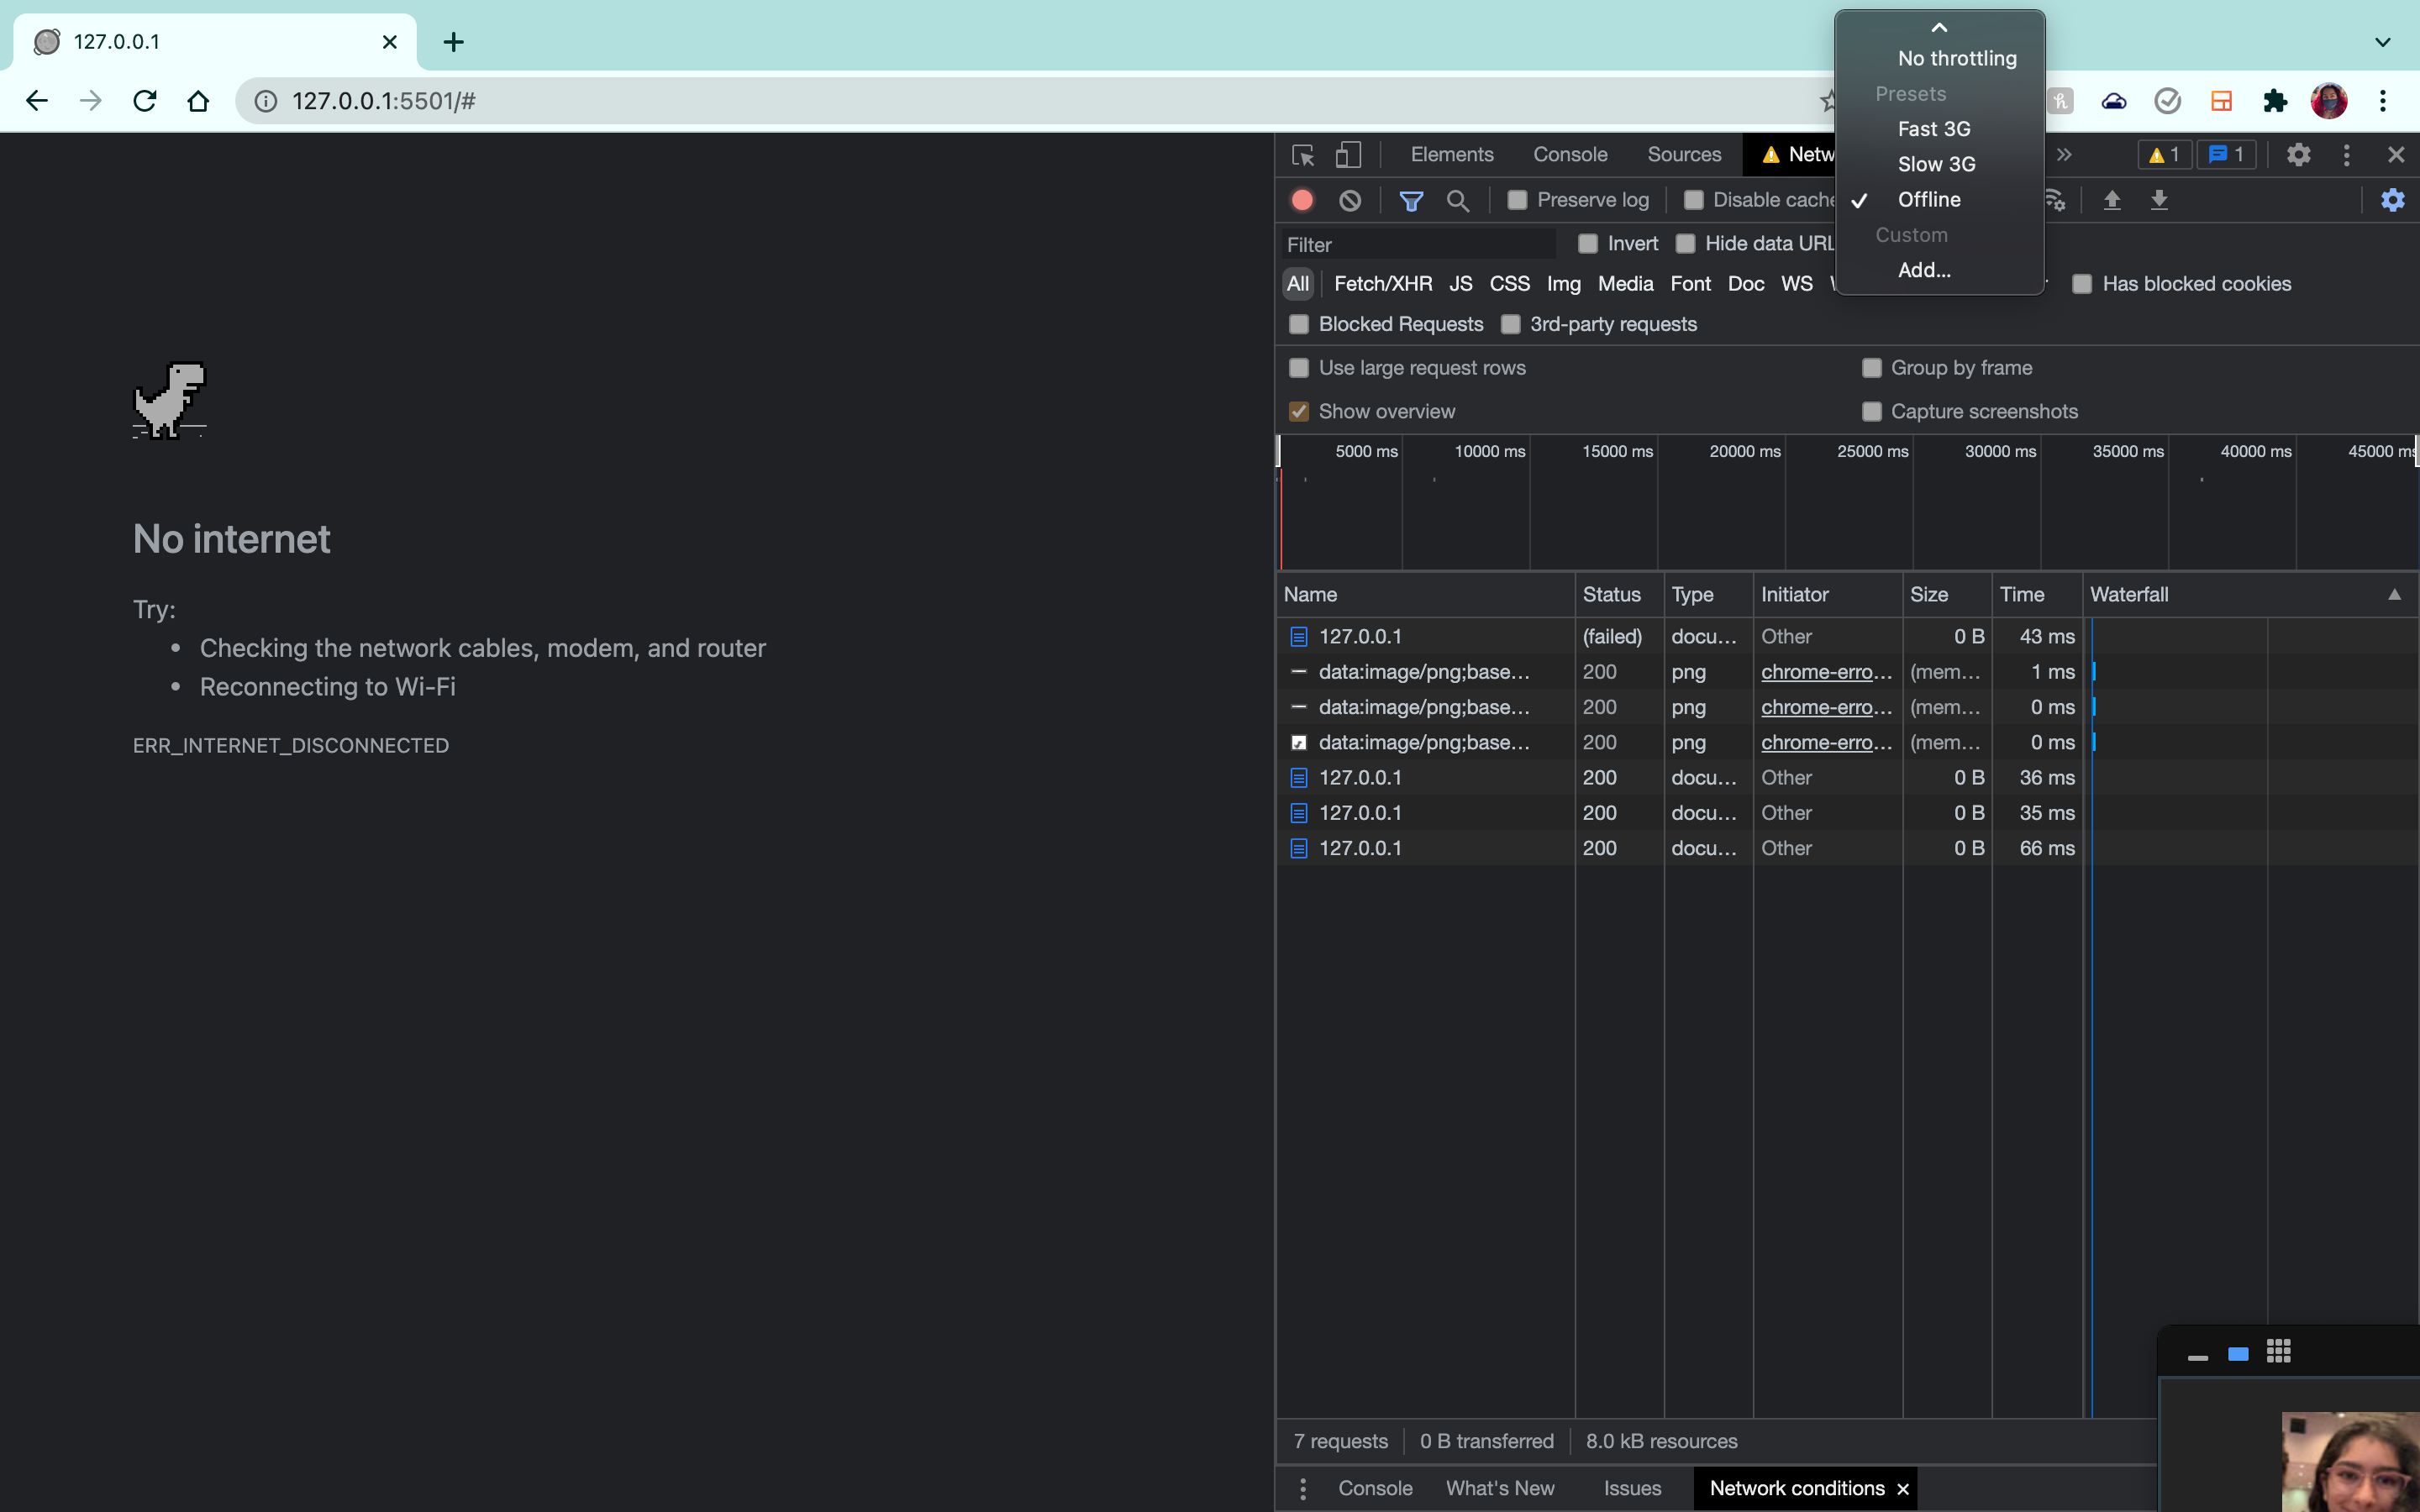 127.0.0.1
127.0.0.1:5501/#
No throttling
Presets
Fast 3G
Slow 3G
Offline
Custom
Add...
No internet
Try:
• Checking the network cables, modem, and router
• Reconnecting to Wi-Fi
ERR_INTERNET_DISCONNECTED
Elements Console Sources Netw » 1 1
Preserve log Disable cache
Filter Invert Hide data URL
All Fetch/XHR JS CSS Img Media Font Doc WS Has blocked cookies
Blocked Requests 3rd-party requests
Use large request rows Group by frame
Show overview Capture screenshots
5000 ms 10000 ms 15000 ms 20000 ms 25000 ms 30000 ms 35000 ms 40000 ms 45000 ms
Name Status Type Initiator Size Time Waterfall
127.0.0.1 (failed) docu... Other 0 B 43 ms
data:image/png;base... 200 png chrome-erro... (mem... 1 ms
data:image/png;base... 200 png chrome-erro... (mem... 0 ms
data:image/png;base... 200 png chrome-erro... (mem... 0 ms
127.0.0.1 200 docu... Other 0 B 36 ms
127.0.0.1 200 docu... Other 0 B 35 ms
127.0.0.1 200 docu... Other 0 B 66 ms
7 requests 0 B transferred 8.0 kB resources
Console What's New Issues Network conditions